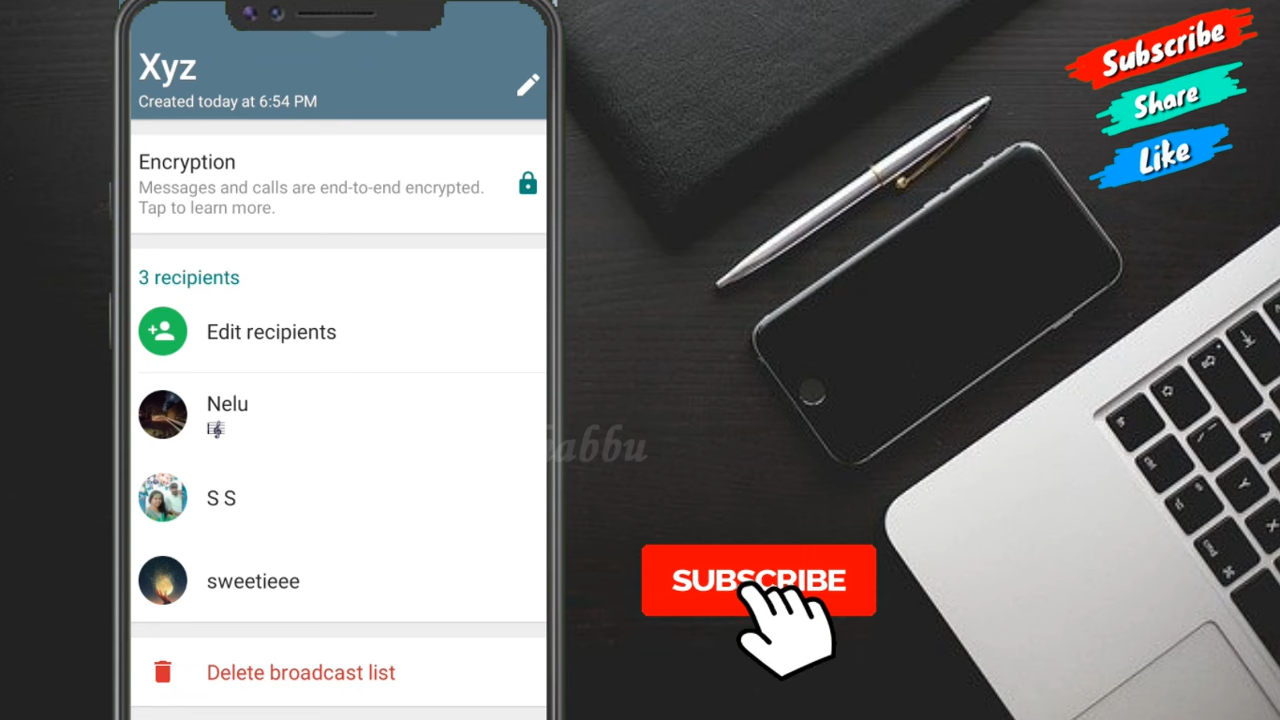 Xyz
Created today at 6:54 PM
Encryption
Messages and calls are end-to-end encrypted.
Tap to learn more.
3 recipients
Edit recipients
Nelu
🎼
S S
sweetieee
Delete broadcast list
Subscribe
Share
Like
SUBSCRIBE